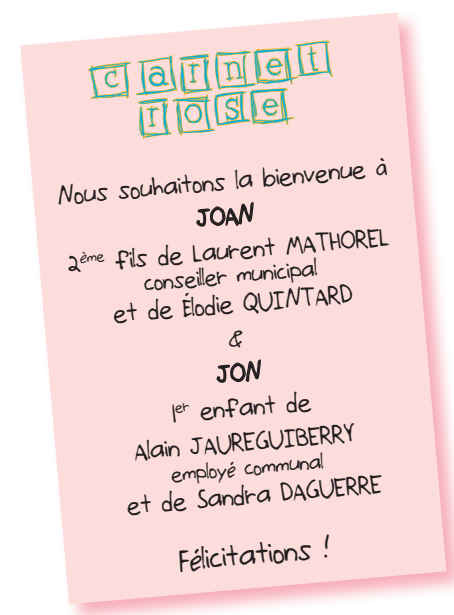 carnet
rose
Nous souhaitons la bienvenue à
JOAN
2ème fils de Laurent MATHOREL
conseiller municipal
et de Élodie QUINTARD
&
JON
1er enfant de
Alain JAUREGUIBERRY
employé communal
et de Sandra DAGUERRE
Félicitations !